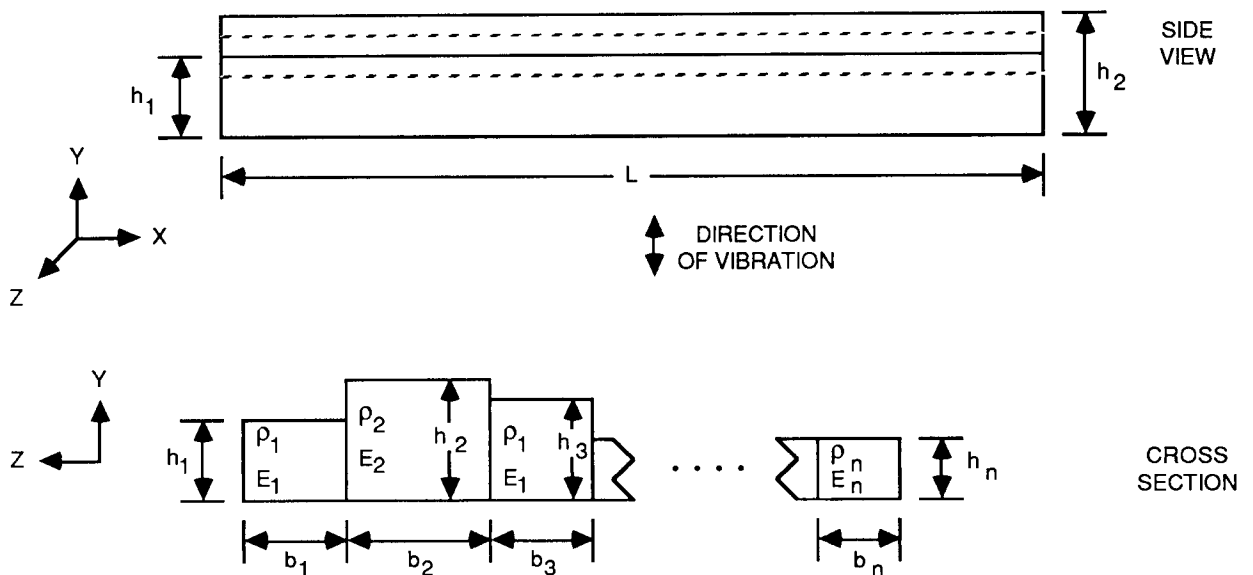 SIDE
VIEW
h₁
h₂
L
Y
X
Z
DIRECTION
OF VIBRATION
Y
Z
h₁
ρ₁
E₁
ρ₂
E₂
h₂
ρ₁
E₁
h₃
. . . .
ρₙ
Eₙ
hₙ
CROSS
SECTION
b₁
b₂
b₃
bₙ